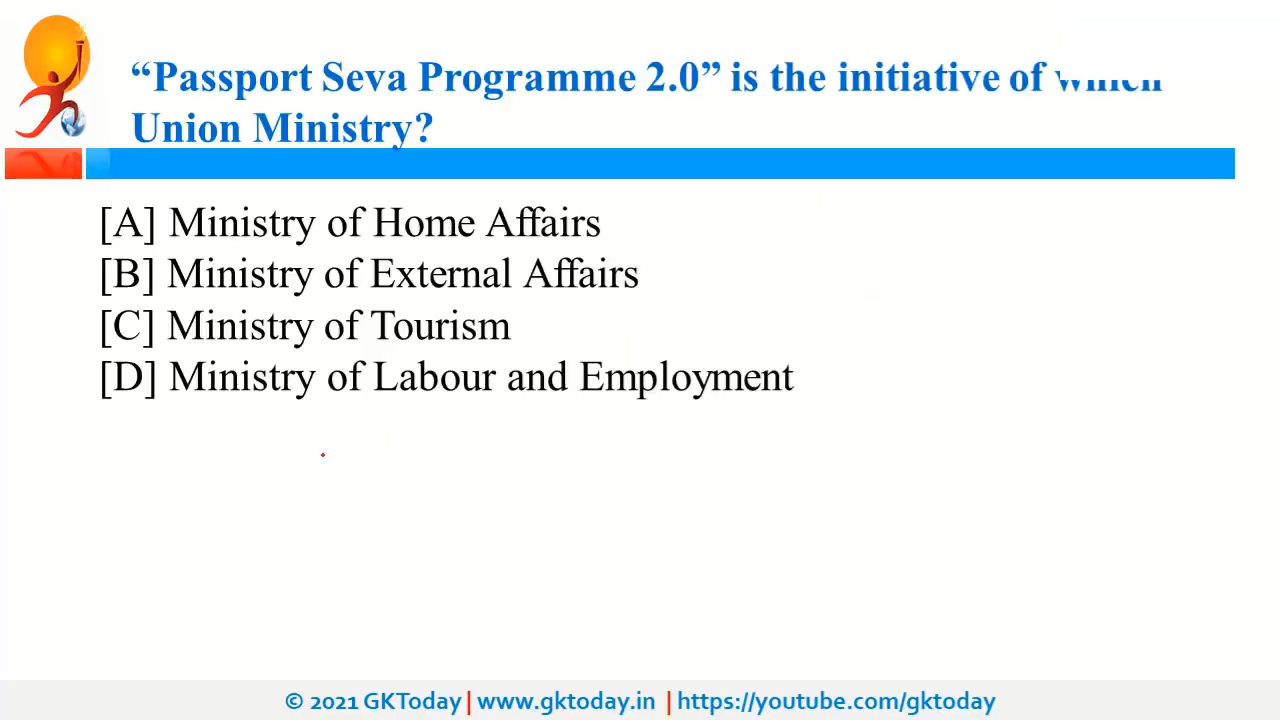 “Passport Seva Programme 2.0” is the initiative of which
Union Ministry?
[A] Ministry of Home Affairs
[B] Ministry of External Affairs
[C] Ministry of Tourism
[D] Ministry of Labour and Employment
© 2021 GKToday | www.gktoday.in | https://youtube.com/gktoday